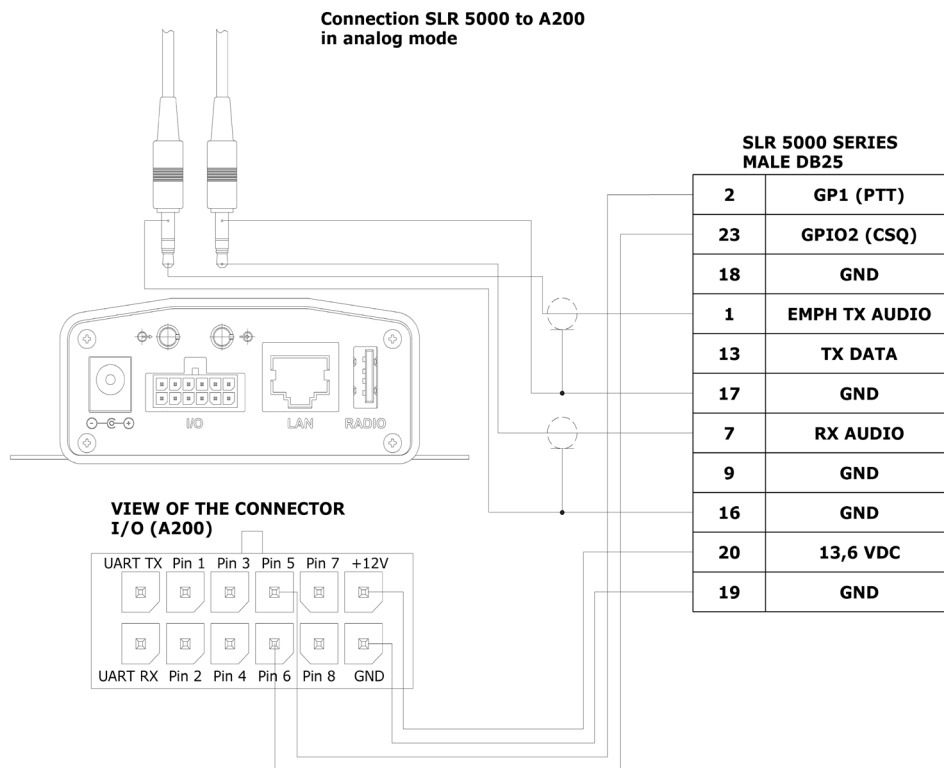 Connection SLR 5000 to A200
in analog mode
SLR 5000 SERIES
MALE DB25
2 GP1 (PTT)
23 GPIO2 (CSQ)
18 GND
1 EMPH TX AUDIO
13 TX DATA
17 GND
7 RX AUDIO
9 GND
16 GND
20 13,6 VDC
19 GND
I/O LAN RADIO
VIEW OF THE CONNECTOR
I/O (A200)
UART TX Pin 1 Pin 3 Pin 5 Pin 7 +12V
UART RX Pin 2 Pin 4 Pin 6 Pin 8 GND